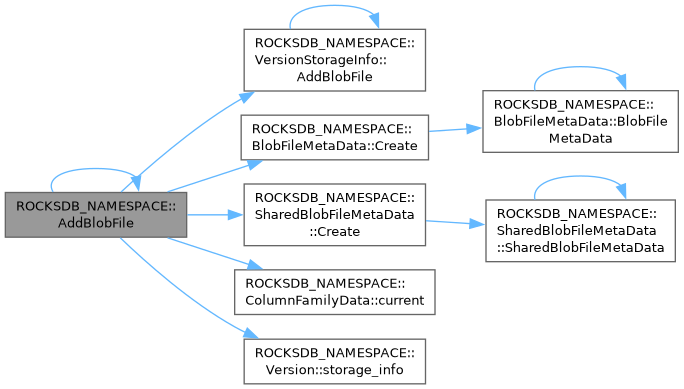 ROCKSDB_NAMESPACE::
AddBlobFile
ROCKSDB_NAMESPACE::
VersionStorageInfo::
AddBlobFile
ROCKSDB_NAMESPACE::
BlobFileMetaData::Create
ROCKSDB_NAMESPACE::
BlobFileMetaData::BlobFile
MetaData
ROCKSDB_NAMESPACE::
SharedBlobFileMetaData
::Create
ROCKSDB_NAMESPACE::
SharedBlobFileMetaData
::SharedBlobFileMetaData
ROCKSDB_NAMESPACE::
ColumnFamilyData::current
ROCKSDB_NAMESPACE::
Version::storage_info